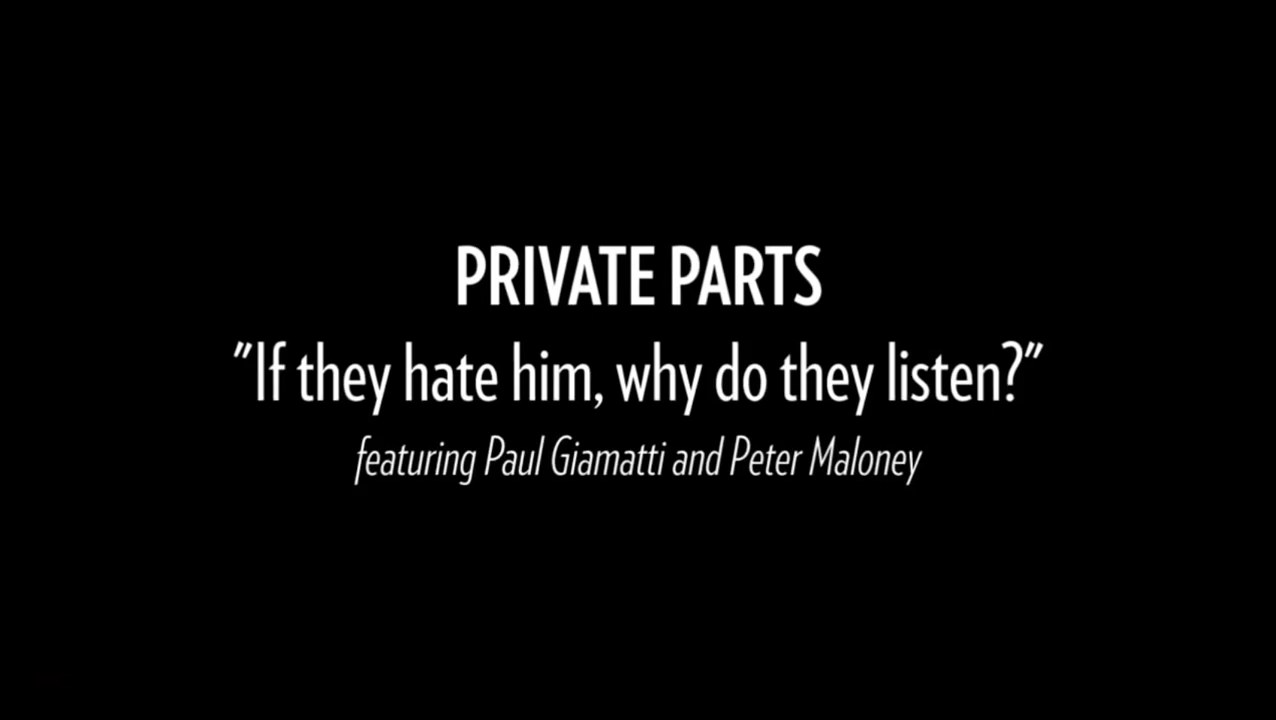 PRIVATE PARTS
"If they hate him, why do they listen?"
featuring Paul Giamatti and Peter Maloney